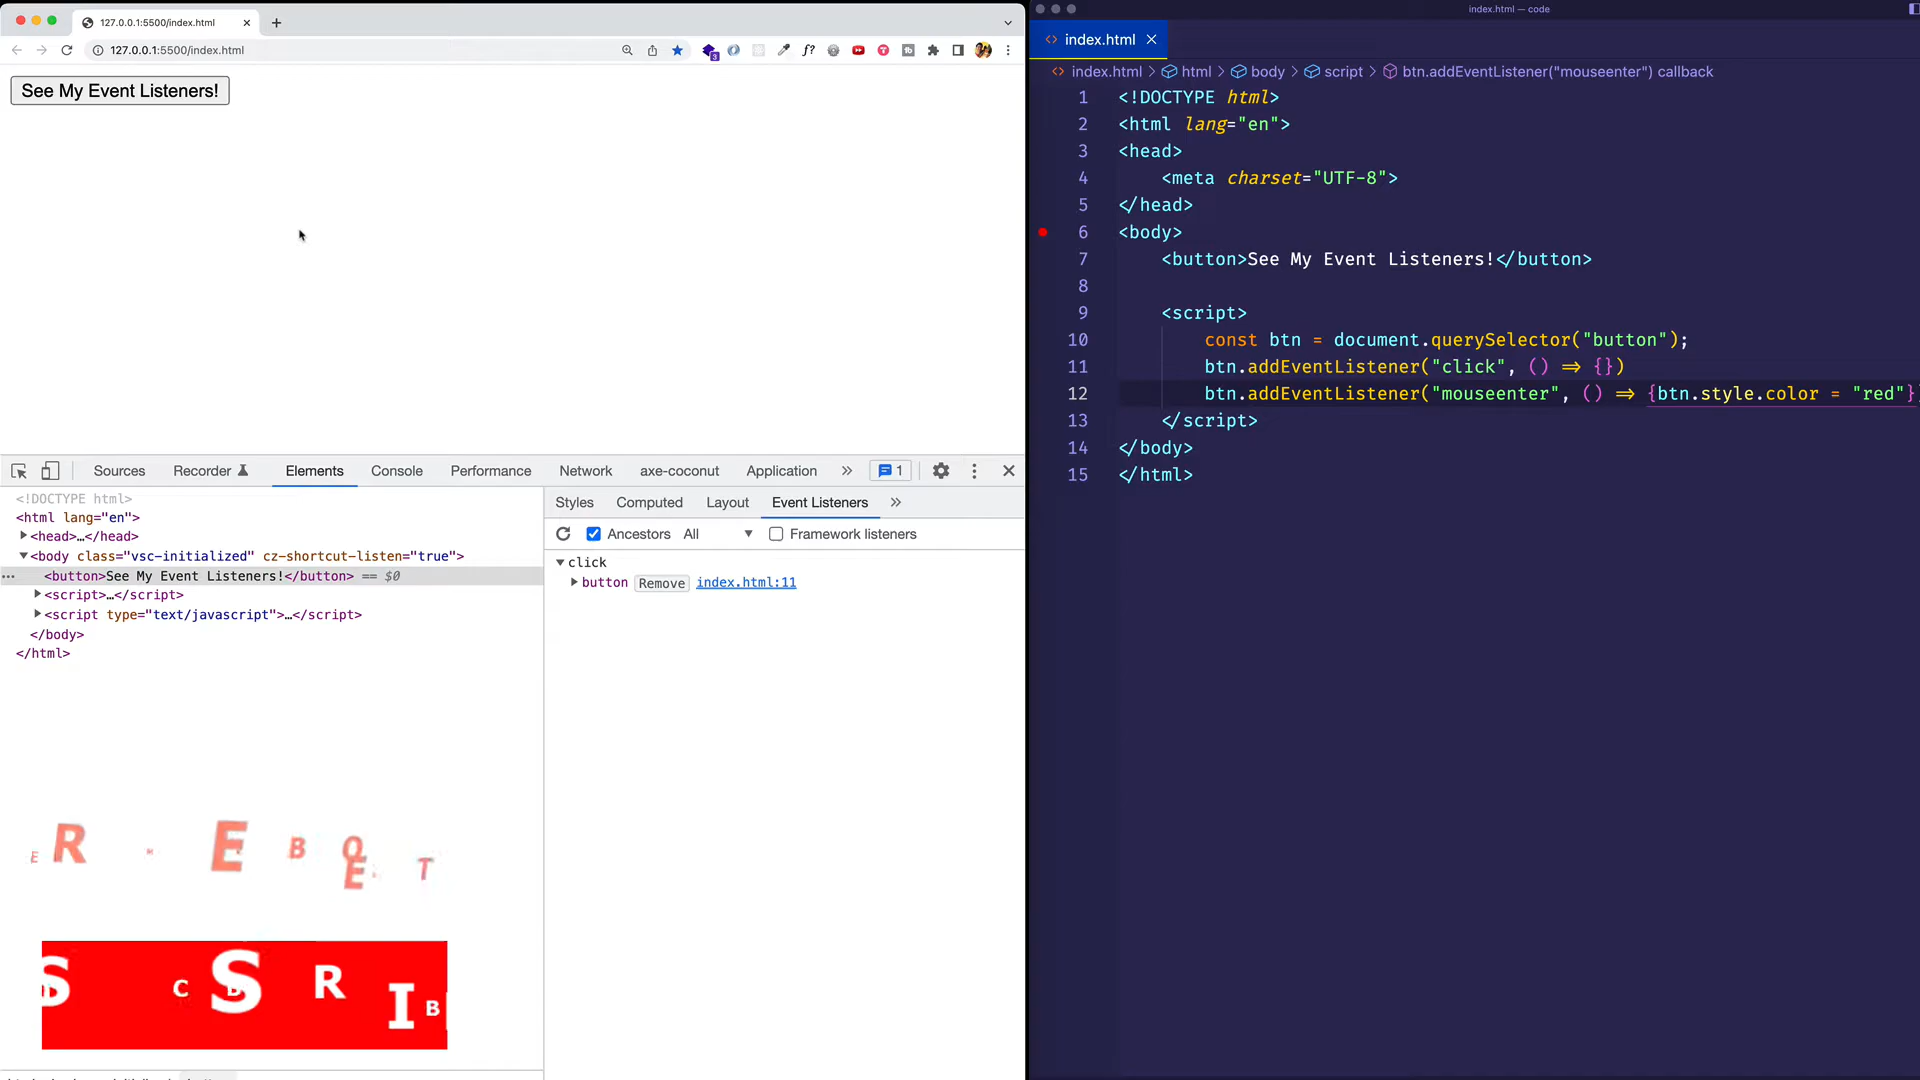 127.0.0.1:5500/index.html
127.0.0.1:5500/index.html
f?
3
See My Event Listeners!
Sources Recorder Elements Console Performance Network axe-coconut Application » 1
<!DOCTYPE html>
<html lang="en">
<head>…</head>
<body class="vsc-initialized" cz-shortcut-listen="true">
<button>See My Event Listeners!</button> == $0
<script>…</script>
<script type="text/javascript">…</script>
</body>
</html>
Styles Computed Layout Event Listeners »
Ancestors All Framework listeners
click
button Remove index.html:11
E R E B O E T
S C S R I B
index.html — code
index.html
index.html > html > body > script > btn.addEventListener("mouseenter") callback
1 <!DOCTYPE html>
2 <html lang="en">
3 <head>
4 <meta charset="UTF-8">
5 </head>
6 <body>
7 <button>See My Event Listeners!</button>
8
9 <script>
10 const btn = document.querySelector("button");
11 btn.addEventListener("click", () => {})
12 btn.addEventListener("mouseenter", () => {btn.style.color = "red"}
13 </script>
14 </body>
15 </html>